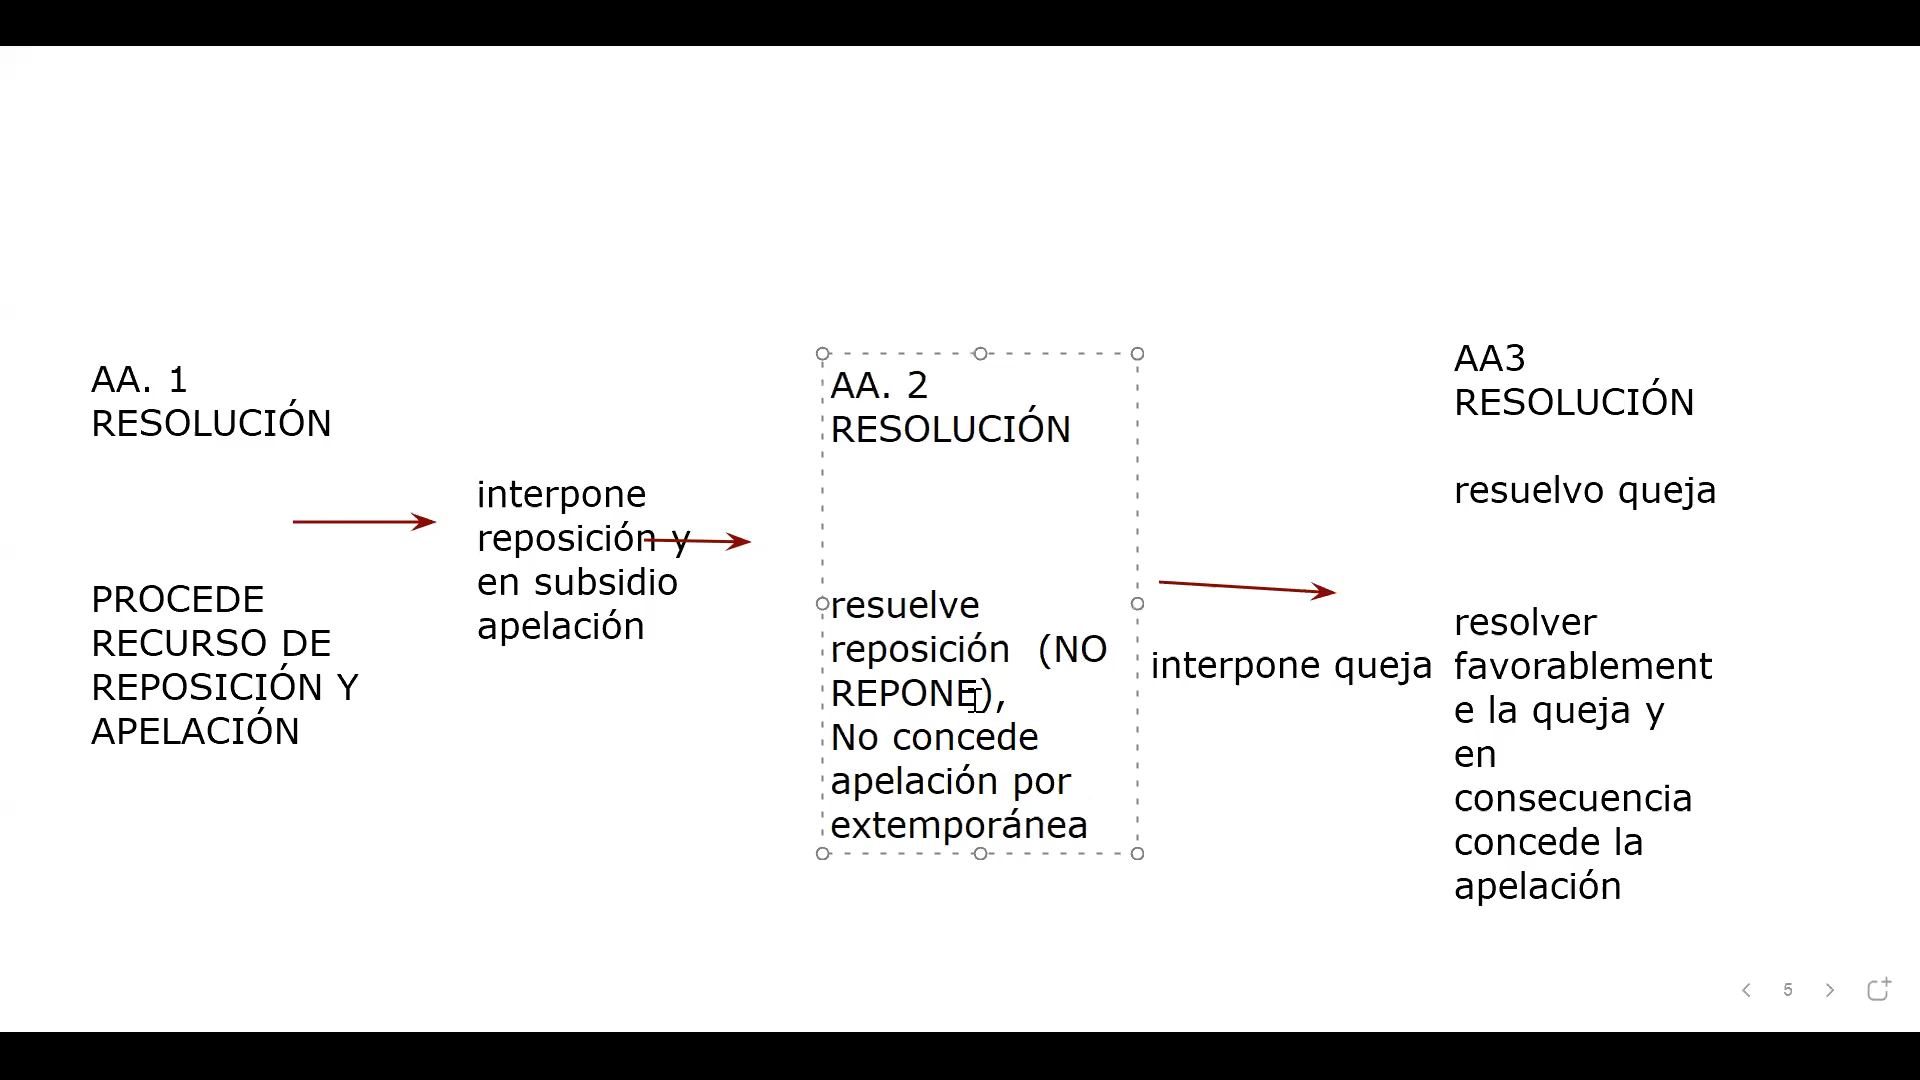 AA. 1
RESOLUCIÓN
PROCEDE
RECURSO DE
REPOSICIÓN Y
APELACIÓN
interpone
reposición y
en subsidio
apelación
AA. 2
RESOLUCIÓN
resuelve
reposición  (NO
REPONE),
No concede
apelación por
extemporánea
interpone queja
AA3
RESOLUCIÓN
resuelvo queja
resolver
favorablement
e la queja y
en
consecuencia
concede la
apelación
5